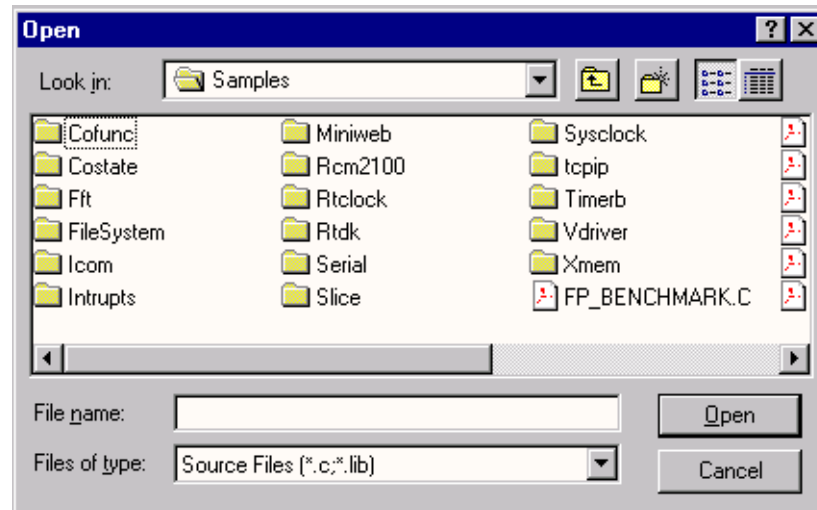 Open
Look in: Samples
Cofunc Miniweb Sysclock
Costate Rcm2100 tcpip
Fft Rtclock Timerb
FileSystem Rtdk Vdriver
Icom Serial Xmem
Intrupts Slice FP_BENCHMARK.C
File name: Open
Files of type: Source Files (*.c;*.lib) Cancel